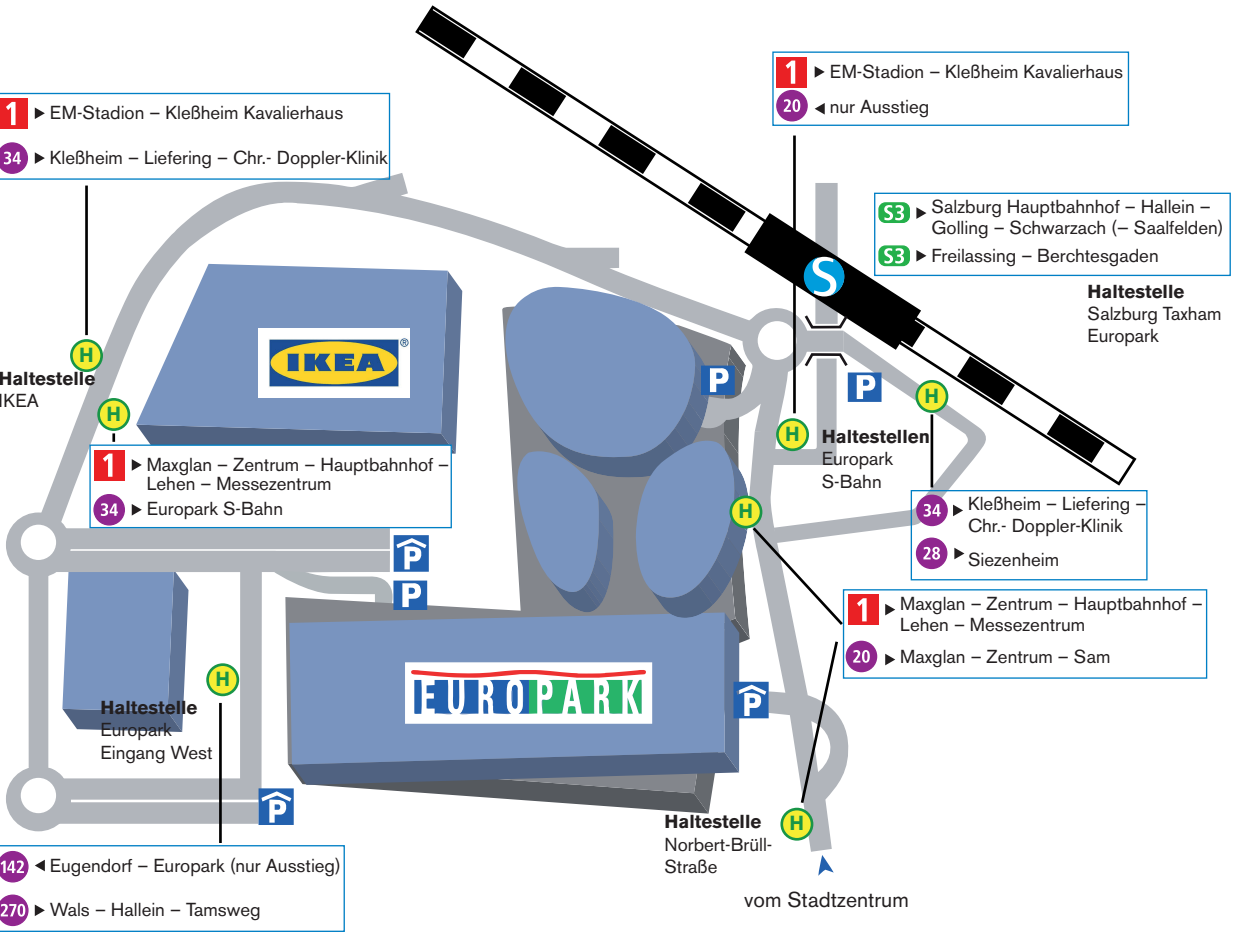 1 ▶ EM-Stadion – Kleßheim Kavalierhaus
20 ◀ nur Ausstieg
1 ▶ EM-Stadion – Kleßheim Kavalierhaus
34 ▶ Kleßheim – Liefering – Chr.- Doppler-Klinik
S3 ▶ Salzburg Hauptbahnhof – Hallein –
Golling – Schwarzach (– Saalfelden)
S3 ▶ Freilassing – Berchtesgaden
S
Haltestelle
Salzburg Taxham
Europark
IKEA ®
P
P
H
Haltestelle
IKEA
H
H
H
Haltestellen
Europark
S-Bahn
1 ▶ Maxglan – Zentrum – Hauptbahnhof –
Lehen – Messezentrum
34 ▶ Europark S-Bahn
H
34 ▶ Kleßheim – Liefering –
Chr.- Doppler-Klinik
28 ▶ Siezenheim
P
P
1 ▶ Maxglan – Zentrum – Hauptbahnhof –
Lehen – Messezentrum
20 ▶ Maxglan – Zentrum – Sam
EUROPARK
P
H
Haltestelle
Europark
Eingang West
P
Haltestelle
Norbert-Brüll-
Straße
H
142 ◀ Eugendorf – Europark (nur Ausstieg)
270 ▶ Wals – Hallein – Tamsweg
vom Stadtzentrum